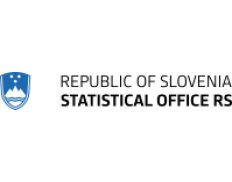 REPUBLIC OF SLOVENIA
STATISTICAL OFFICE RS